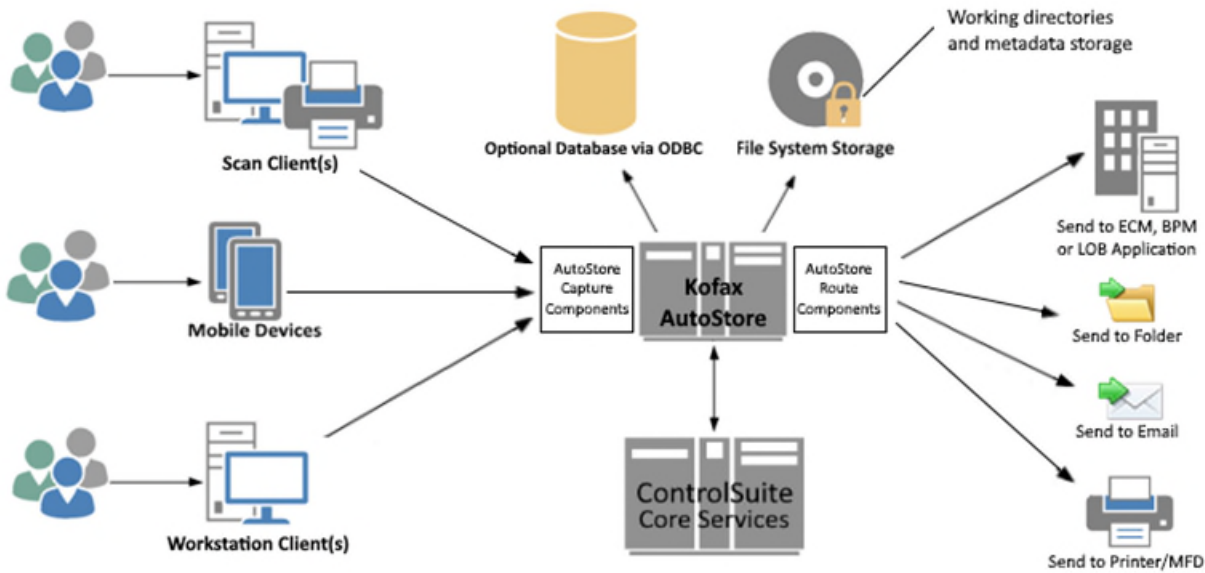 Working directories
and metadata storage
Optional Database via ODBC
File System Storage
Scan Client(s)
Send to ECM, BPM
or LOB Application
AutoStore
Capture
Components
Kofax
AutoStore
AutoStore
Route
Components
Mobile Devices
Send to Folder
Send to Email
ControlSuite
Core Services
Workstation Client(s)
Send to Printer/MFD